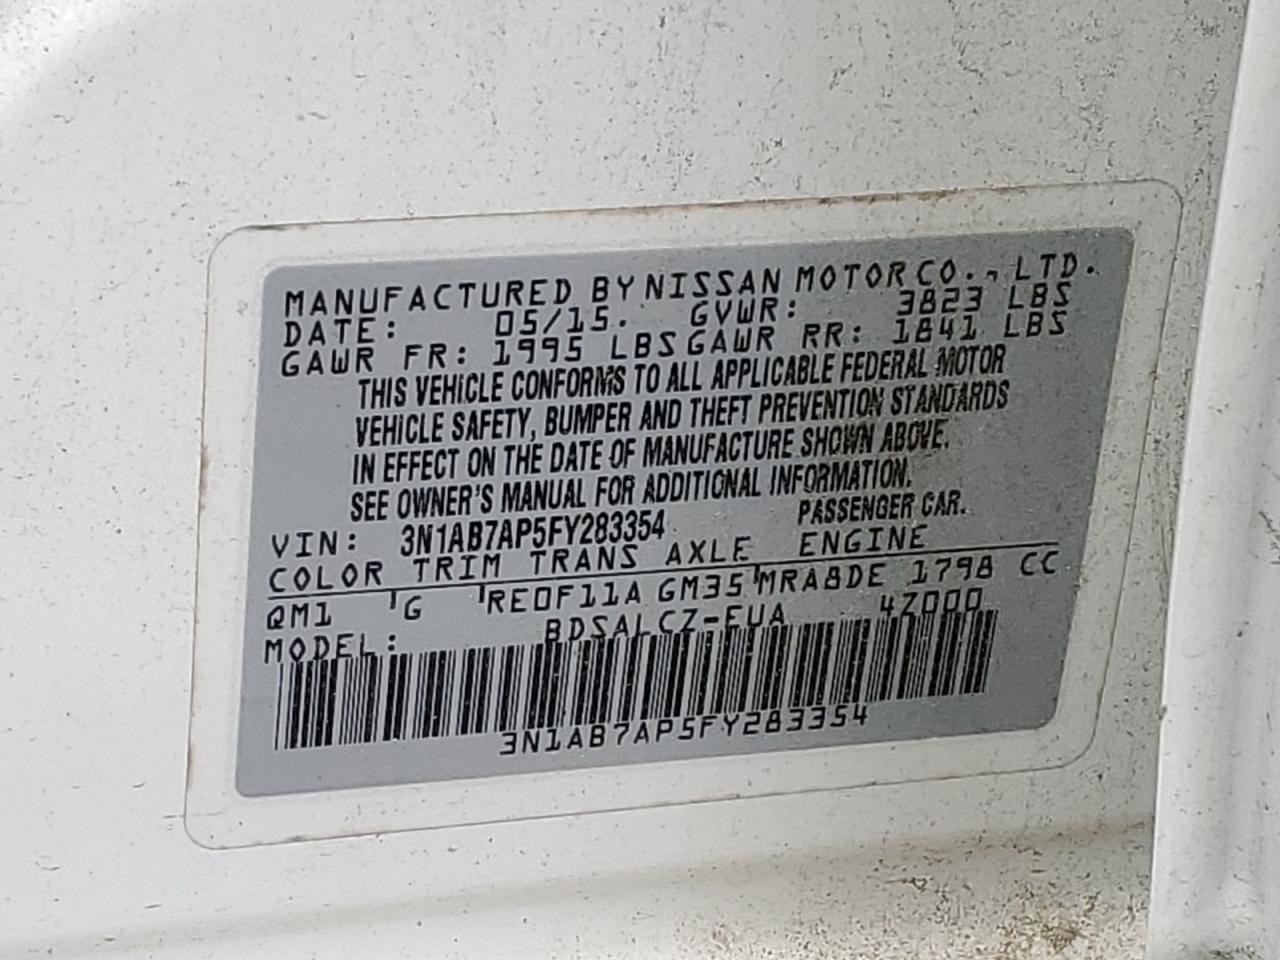 MANUFACTURED BY NISSAN MOTOR CO., LTD.
DATE: 05/15. GVWR: 3823 LBS
GAWR FR: 1995 LBS GAWR RR: 1841 LBS
THIS VEHICLE CONFORMS TO ALL APPLICABLE FEDERAL MOTOR
VEHICLE SAFETY, BUMPER AND THEFT PREVENTION STANDARDS
IN EFFECT ON THE DATE OF MANUFACTURE SHOWN ABOVE.
SEE OWNER'S MANUAL FOR ADDITIONAL INFORMATION.
VIN: 3N1AB7AP5FY283354 PASSENGER CAR.
COLOR TRIM TRANS AXLE ENGINE
QM1 G RE0F11A GM35 MRA8DE 1798 CC
MODEL: BDSALCZ-EUA 4Z000
3N1AB7AP5FY283354